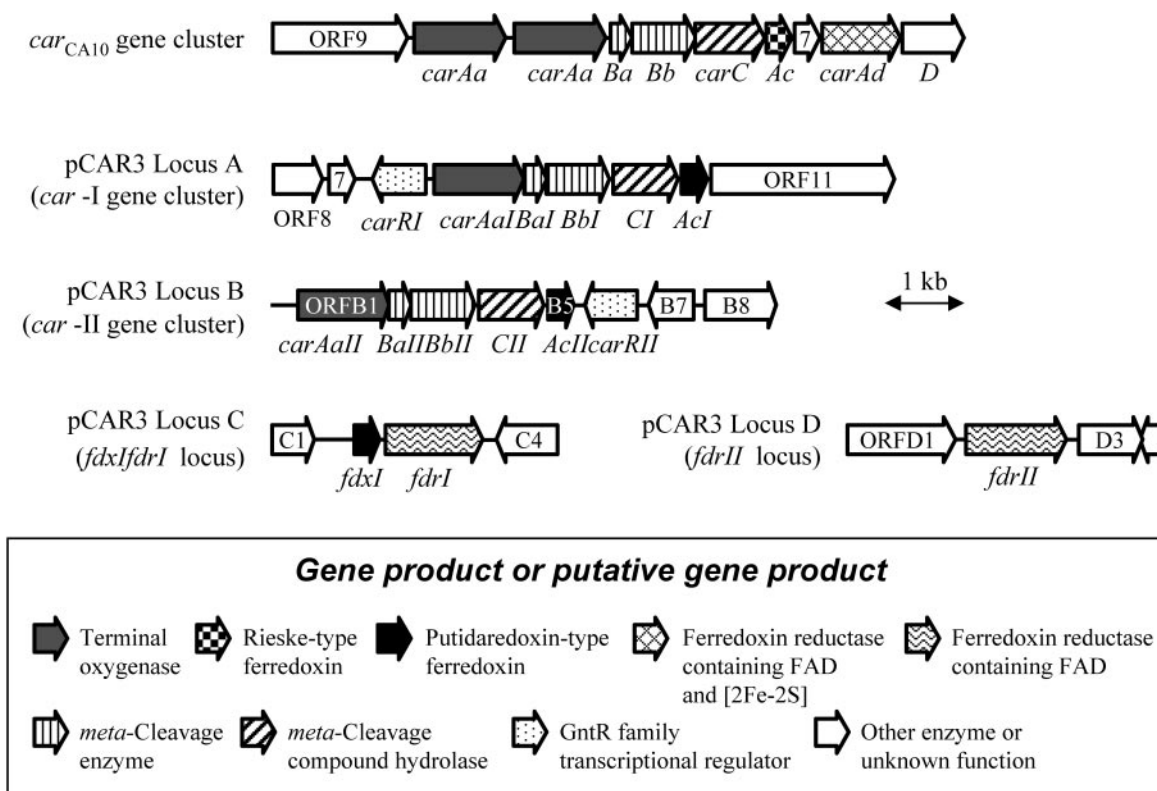 car CA10 gene cluster
ORF9
7
carAa carAa Ba Bb carC Ac carAd D
pCAR3 Locus A
(car -I gene cluster)
7
ORF11
ORF8 carRI carAaI BaI BbI CI AcI
pCAR3 Locus B
(car -II gene cluster)
ORFB1
B5
B7
B8
1 kb
carAaII BaII BbII CII AcII carRII
pCAR3 Locus C
(fdxIfdrI locus)
C1
C4
fdxI fdrI
pCAR3 Locus D
(fdrII locus)
ORFD1
D3
fdrII
Gene product or putative gene product
Terminal
oxygenase
Rieske-type
ferredoxin
Putidaredoxin-type
ferredoxin
Ferredoxin reductase
containing FAD
and [2Fe-2S]
Ferredoxin reductase
containing FAD
meta-Cleavage
enzyme
meta-Cleavage
compound hydrolase
GntR family
transcriptional regulator
Other enzyme or
unknown function